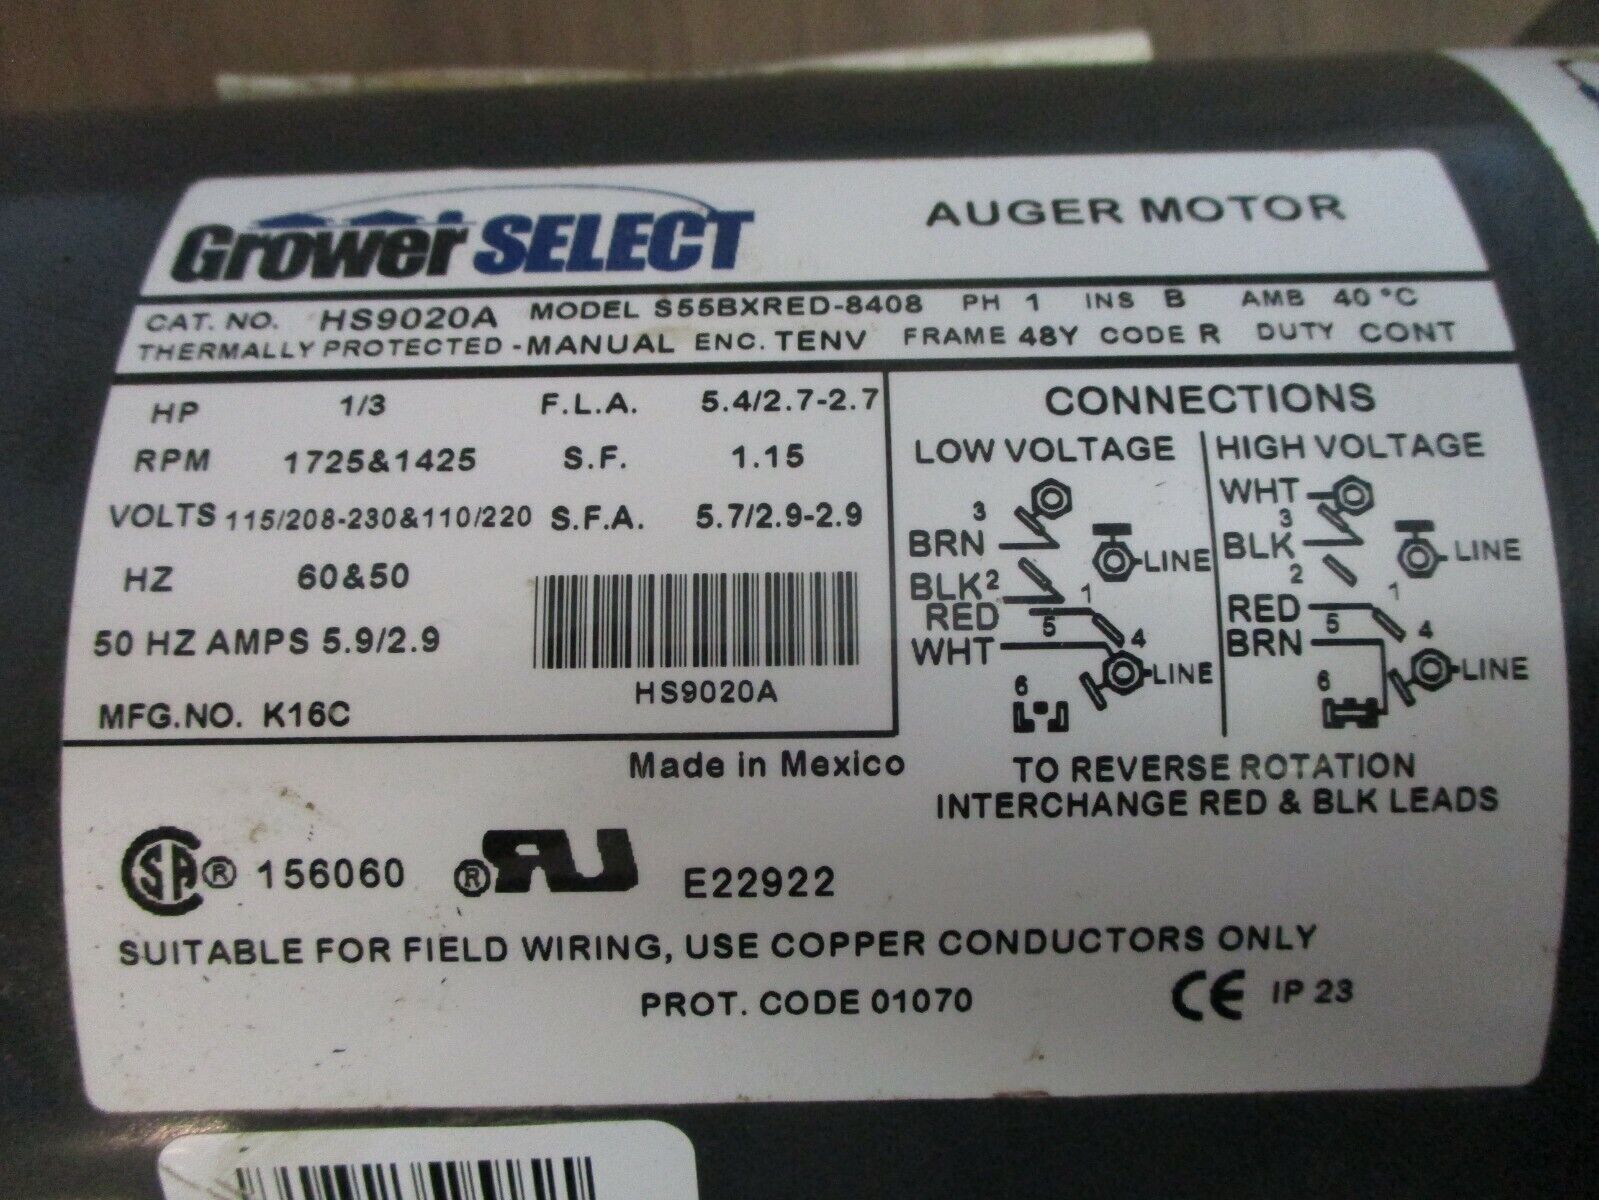 Grower SELECT
AUGER MOTOR
CAT. NO. HS9020A MODEL S55BXRED-8408 PH 1 INS B AMB 40 °C
THERMALLY PROTECTED - MANUAL ENC. TENV FRAME 48Y CODE R DUTY CONT
HP 1/3 F.L.A. 5.4/2.7-2.7
RPM 1725&1425 S.F. 1.15
VOLTS 115/208-230&110/220 S.F.A. 5.7/2.9-2.9
HZ 60&50
50 HZ AMPS 5.9/2.9
HS9020A
MFG.NO. K16C
CONNECTIONS
LOW VOLTAGE
3
BRN
LINE
BLK 2
1
RED
5
4
WHT
LINE
6
HIGH VOLTAGE
WHT
3
BLK
LINE
2
1
RED
5
4
BRN
LINE
6
Made in Mexico
TO REVERSE ROTATION
INTERCHANGE RED & BLK LEADS
SA ® 156060 ® RU E22922
SUITABLE FOR FIELD WIRING, USE COPPER CONDUCTORS ONLY
PROT. CODE 01070 CE IP 23